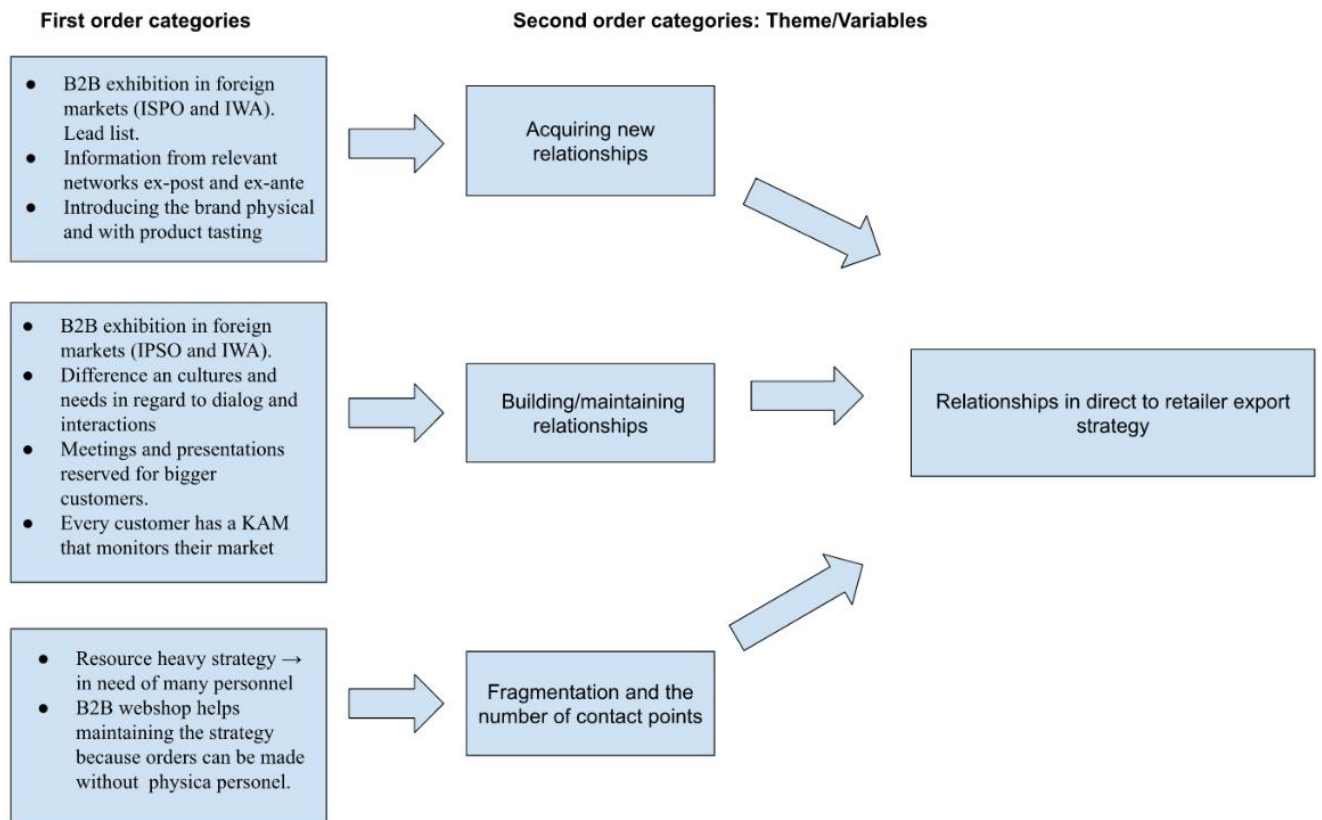 First order categories
Second order categories: Theme/Variables
● B2B exhibition in foreign
markets (ISPO and IWA).
Lead list.
● Information from relevant
networks ex-post and ex-ante
● Introducing the brand physical
and with product tasting
Acquiring new
relationships
● B2B exhibition in foreign
markets (IPSO and IWA).
● Difference an cultures and
needs in regard to dialog and
interactions
● Meetings and presentations
reserved for bigger
customers.
● Every customer has a KAM
that monitors their market
Building/maintaining
relationships
Relationships in direct to retailer export
strategy
● Resource heavy strategy →
in need of many personnel
● B2B webshop helps
maintaining the strategy
because orders can be made
without  physica personel.
Fragmentation and the
number of contact points